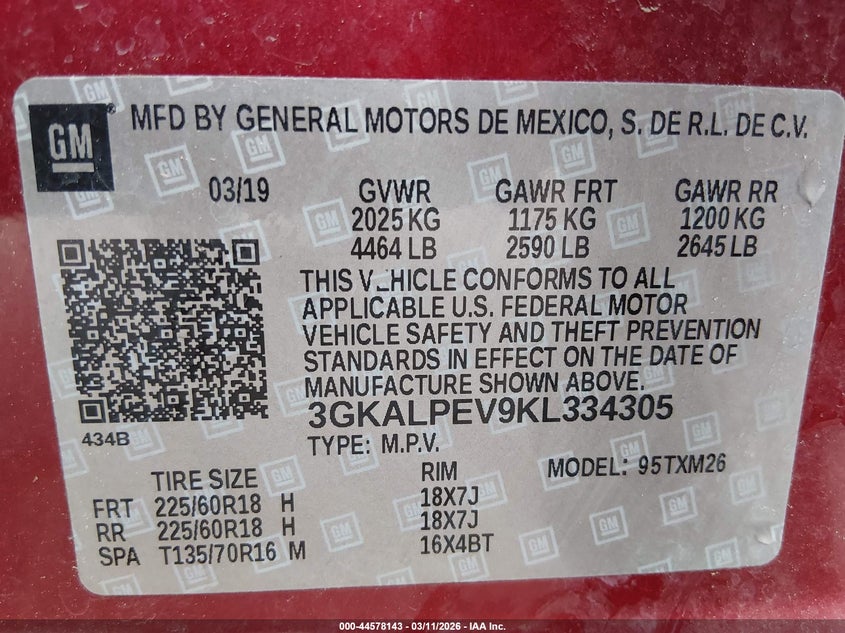 GM
MFD BY GENERAL MOTORS DE MEXICO, S. DE R.L. DE C.V.
03/19 GVWR GAWR FRT GAWR RR
2025 KG 1175 KG 1200 KG
4464 LB 2590 LB 2645 LB
THIS VEHICLE CONFORMS TO ALL
APPLICABLE U.S. FEDERAL MOTOR
VEHICLE SAFETY AND THEFT PREVENTION
STANDARDS IN EFFECT ON THE DATE OF
MANUFACTURE SHOWN ABOVE.
3GKALPEV9KL334305
434B
TYPE: M.P.V. MODEL: 95TXM26
TIRE SIZE RIM
FRT 225/60R18 H 18X7J
RR 225/60R18 H 18X7J
SPA T135/70R16 M 16X4BT
000-44578143 - 03/11/2026 - IAA Inc.